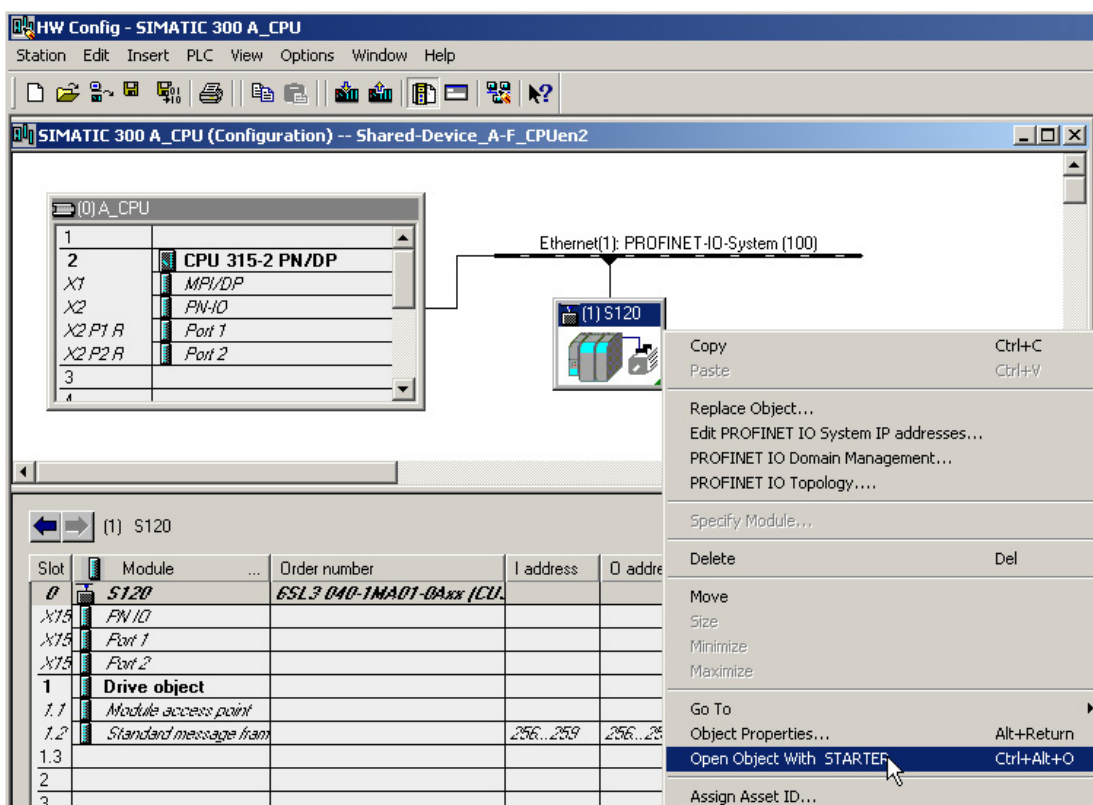 HW Config - SIMATIC 300 A_CPU
Station Edit Insert PLC View Options Window Help
SIMATIC 300 A_CPU (Configuration) -- Shared-Device_A-F_CPUen2
(0) A_CPU
1
2 CPU 315-2 PN/DP
X1 MPI/DP
X2 PN-IO
X2 P1 R Port 1
X2 P2 R Port 2
3
Ethernet(1): PROFINET-IO-System (100)
(1) S120
Copy Ctrl+C
Paste Ctrl+V
Replace Object...
Edit PROFINET IO System IP addresses...
PROFINET IO Domain Management...
PROFINET IO Topology....
Specify Module...
Delete Del
Move
Size
Minimize
Maximize
Go To
Object Properties... Alt+Return
Open Object With STARTER Ctrl+Alt+O
Assign Asset ID...
(1) S120
Slot Module ... Order number I address O addre
0 S120 6SL3 040-1MA01-0Axx (CU.
X15 PN IO
X15 Port 1
X15 Port 2
1 Drive object
1.1 Module access point
1.2 Standard message fram 256...259 256...25
1.3
2
3